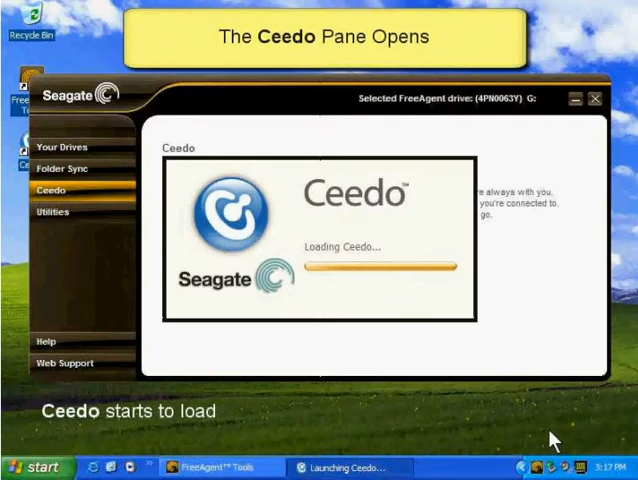 The Ceedo Pane Opens
Recycle Bin
Seagate
Selected FreeAgent drive: (4PN0063Y) G:
Your Drives
Folder Sync
Ceedo
Utilities
Help
Web Support
Ceedo
e always with you.
you're connected to.
go.
Ceedo™
Loading Ceedo...
Seagate
Ceedo starts to load
start
FreeAgent™ Tools
Launching Ceedo...
3:17 PM